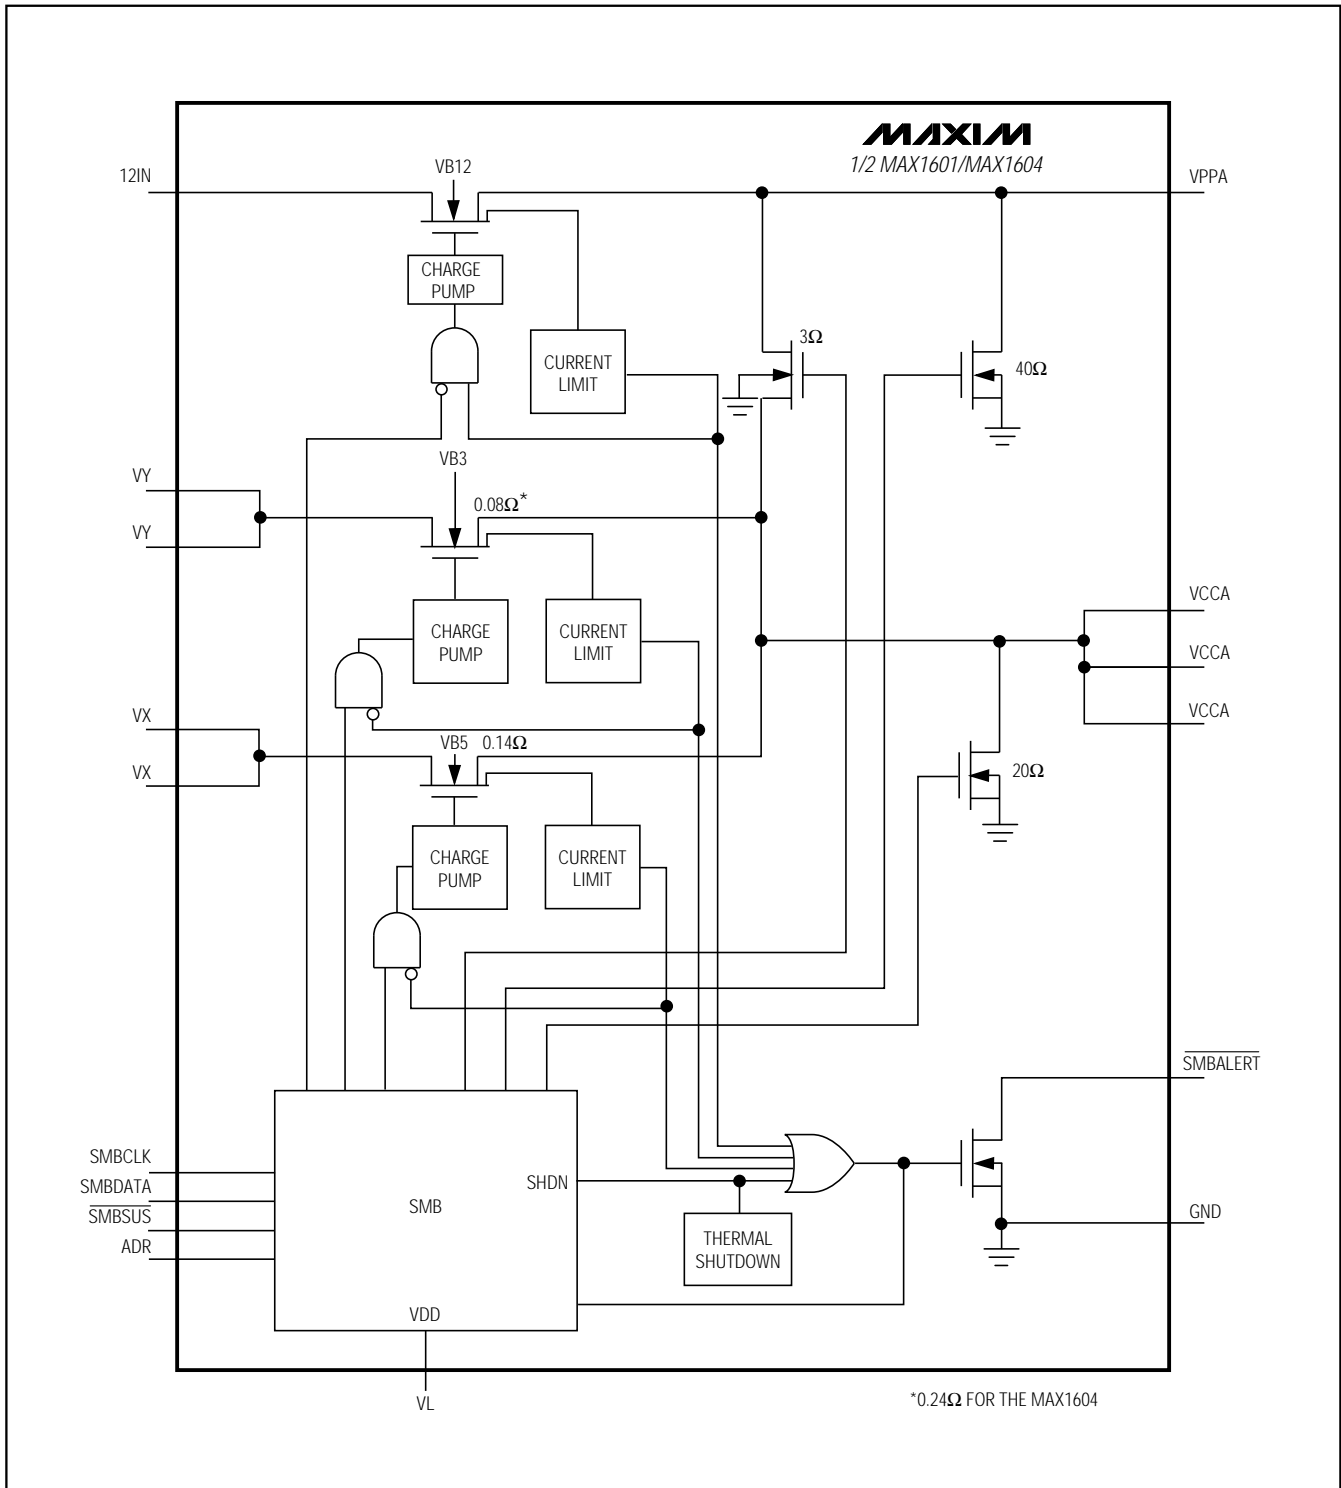 MAXIM
1/2 MAX1601/MAX1604
12IN
VB12
VPPA
CHARGE
PUMP
3Ω
CURRENT
LIMIT
40Ω
VB3
VY
0.08Ω*
VY
VCCA
CHARGE
PUMP
CURRENT
LIMIT
VCCA
VX
VCCA
VB5
0.14Ω
VX
20Ω
CHARGE
PUMP
CURRENT
LIMIT
SMBALERT
SMBCLK
SMBDATA
SMBSUS
ADR
SMB
SHDN
GND
THERMAL
SHUTDOWN
VDD
VL
*0.24Ω FOR THE MAX1604